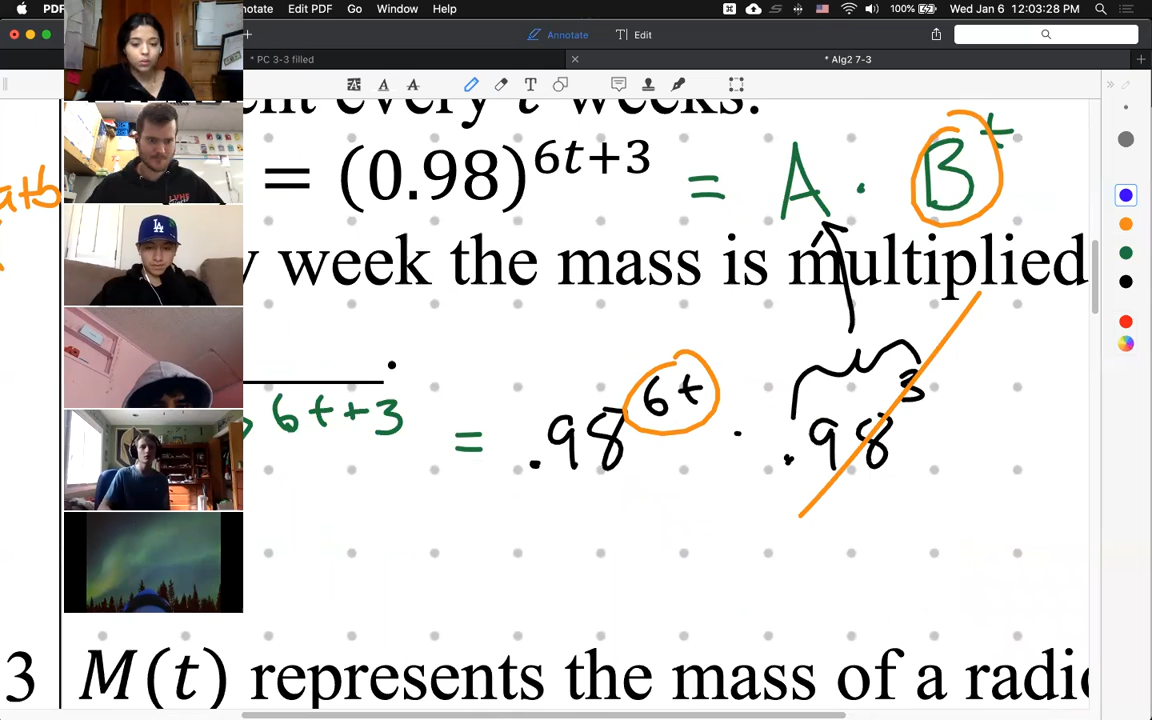 PDF notate Edit PDF Go Window Help 100% Wed Jan 6 12:03:28 PM
Annotate T Edit
* PC 3-3 filled * Alg2 7-3
every t weeks.
= (0.98)^{6t+3} = A · B^t
at6
week the mass is multiplied
.
6t+3 = .98^{6t} · .98^3
3 M(t) represents the mass of a radi